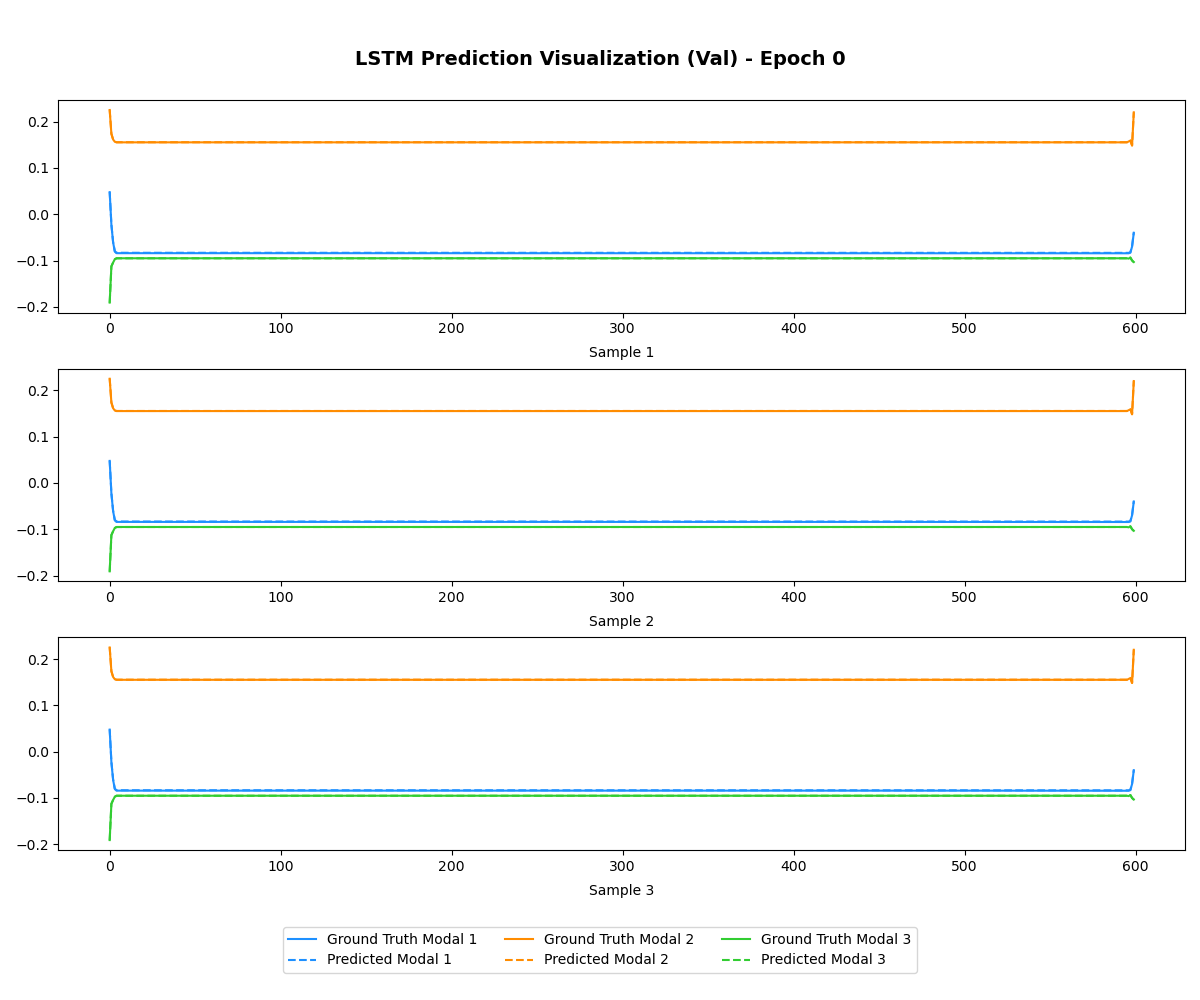 LSTM Prediction Visualization (Val) - Epoch 0
0.2
0.1
0.0
−0.1
−0.2
0 100 200 300 400 500 600
Sample 1
0.2
0.1
0.0
−0.1
−0.2
0 100 200 300 400 500 600
Sample 2
0.2
0.1
0.0
−0.1
−0.2
0 100 200 300 400 500 600
Sample 3
Ground Truth Modal 1 Ground Truth Modal 2 Ground Truth Modal 3
Predicted Modal 1 Predicted Modal 2 Predicted Modal 3